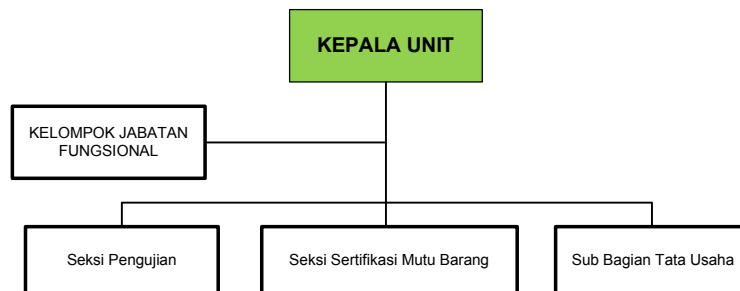 KEPALA UNIT
KELOMPOK JABATAN
FUNGSIONAL
Seksi Pengujian
Seksi Sertifikasi Mutu Barang
Sub Bagian Tata Usaha